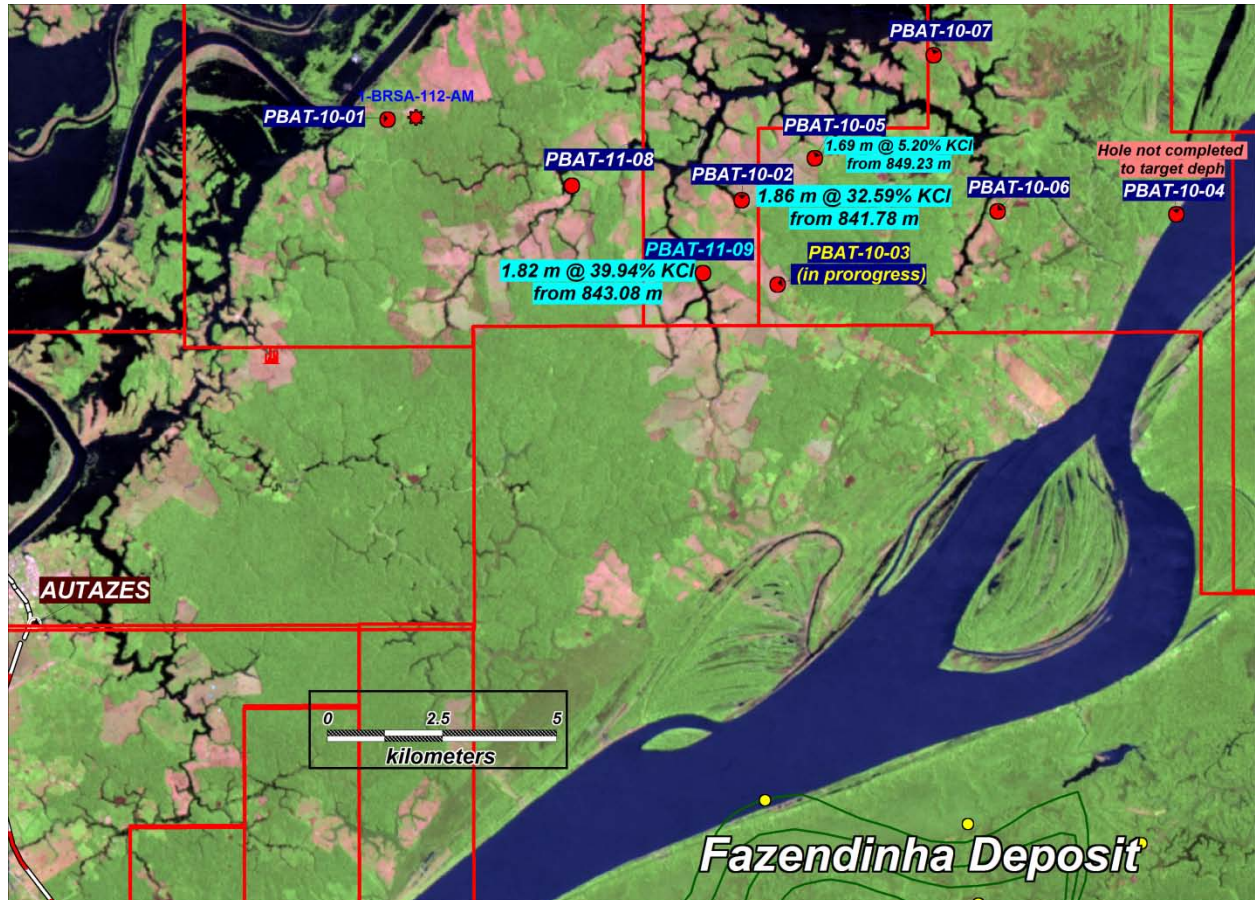 PBAT-10-07
1-BRSA-112-AM
PBAT-10-01
PBAT-10-05
1.69 m @ 5.20% KCl
from 849.23 m
Hole not completed
to target deph
PBAT-11-08
PBAT-10-02
PBAT-10-06
PBAT-10-04
1.86 m @ 32.59% KCl
from 841.78 m
PBAT-11-09
1.82 m @ 39.94% KCl
from 843.08 m
PBAT-10-03
(in prorogress)
AUTAZES
0 2.5 5
kilometers
Fazendinha Deposit